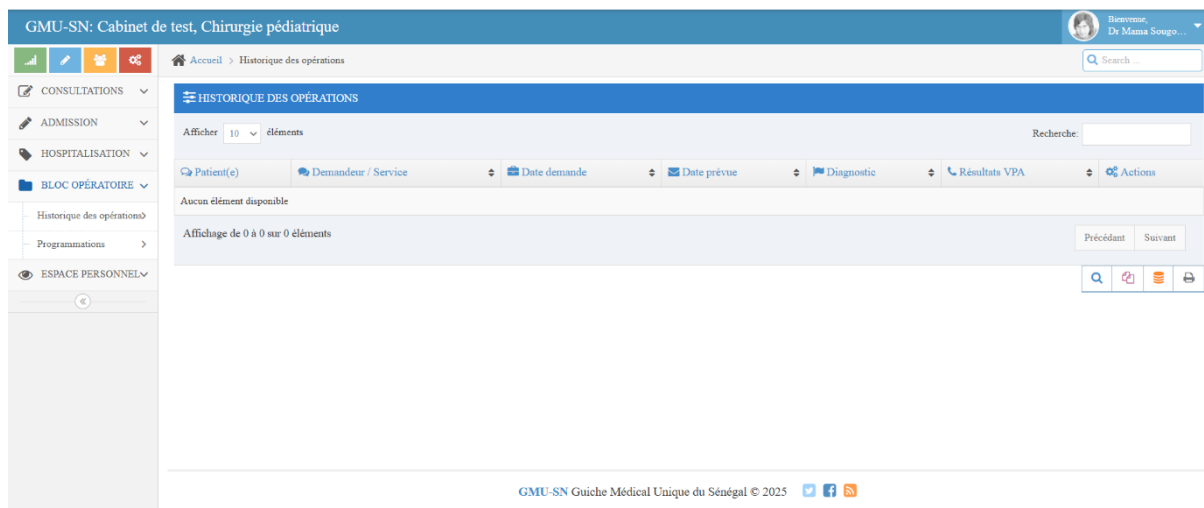 GMU-SN: Cabinet de test, Chirurgie pédiatrique
Bienvenue,
Dr Mama Sougo...
Accueil > Historique des opérations
Search ...
CONSULTATIONS
ADMISSION
HOSPITALISATION
BLOC OPÉRATOIRE
Historique des opérations
Programmations
ESPACE PERSONNEL
HISTORIQUE DES OPÉRATIONS
Afficher 10 éléments
Recherche:
Patient(e) Demandeur / Service Date demande Date prévue Diagnostic Résultats VPA Actions
Aucun élément disponible
Affichage de 0 à 0 sur 0 éléments
Précédant Suivant
GMU-SN Guiche Médical Unique du Sénégal © 2025